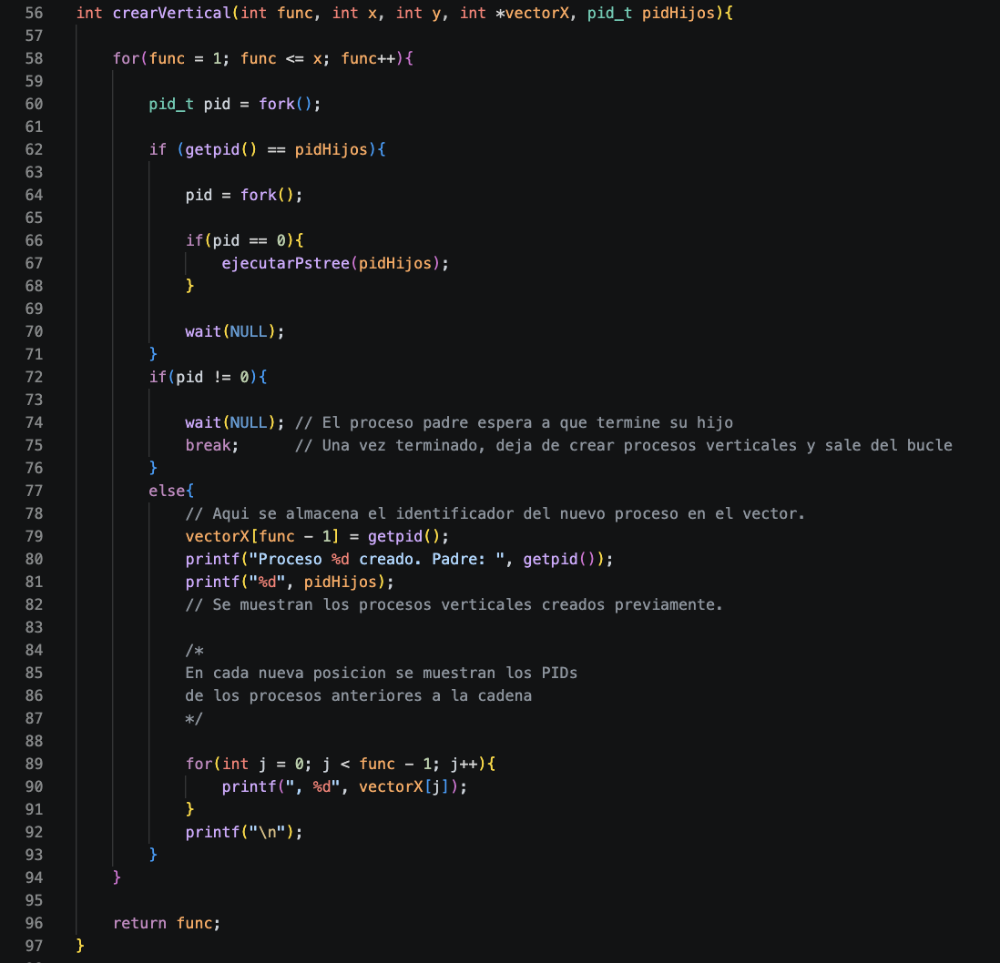 56 int crearVertical(int func, int x, int y, int *vectorX, pid_t pidHijos){
57
58 for(func = 1; func <= x; func++){
59
60 pid_t pid = fork();
61
62 if (getpid() == pidHijos){
63
64 pid = fork();
65
66 if(pid == 0){
67 ejecutarPstree(pidHijos);
68 }
69
70 wait(NULL);
71 }
72 if(pid != 0){
73
74 wait(NULL); // El proceso padre espera a que termine su hijo
75 break; // Una vez terminado, deja de crear procesos verticales y sale del bucle
76 }
77 else{
78 // Aqui se almacena el identificador del nuevo proceso en el vector.
79 vectorX[func - 1] = getpid();
80 printf("Proceso %d creado. Padre: ", getpid());
81 printf("%d", pidHijos);
82 // Se muestran los procesos verticales creados previamente.
83
84 /*
85 En cada nueva posicion se muestran los PIDs
86 de los procesos anteriores a la cadena
87 */
88
89 for(int j = 0; j < func - 1; j++){
90 printf(", %d", vectorX[j]);
91 }
92 printf("\n");
93 }
94 }
95
96 return func;
97 }